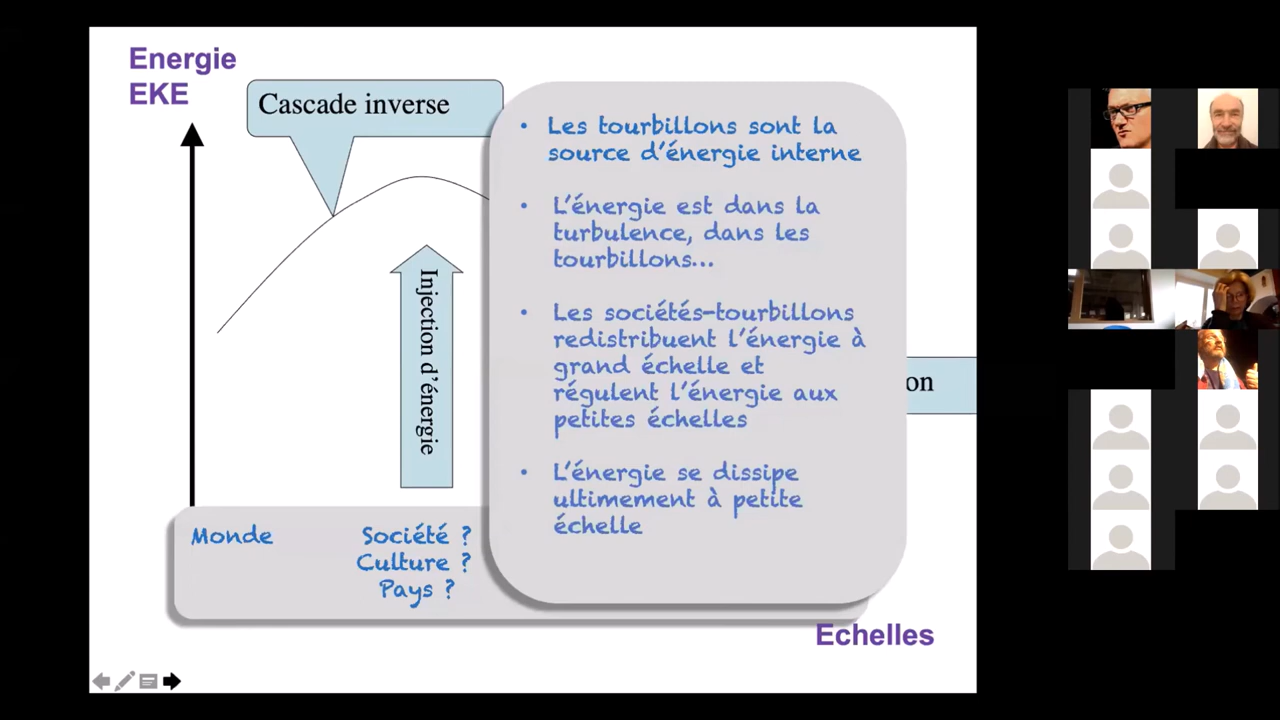 Energie
EKE
Cascade inverse
Injection d'énergie
• Les tourbillons sont la
source d'énergie interne
• L'énergie est dans la
turbulence, dans les
tourbillons...
• Les sociétés-tourbillons
redistribuent l'énergie à
grand échelle et
régulent l'énergie aux
petites échelles
• L'énergie se dissipe
ultimement à petite
échelle
on
Monde
Société ?
Culture ?
Pays ?
Echelles